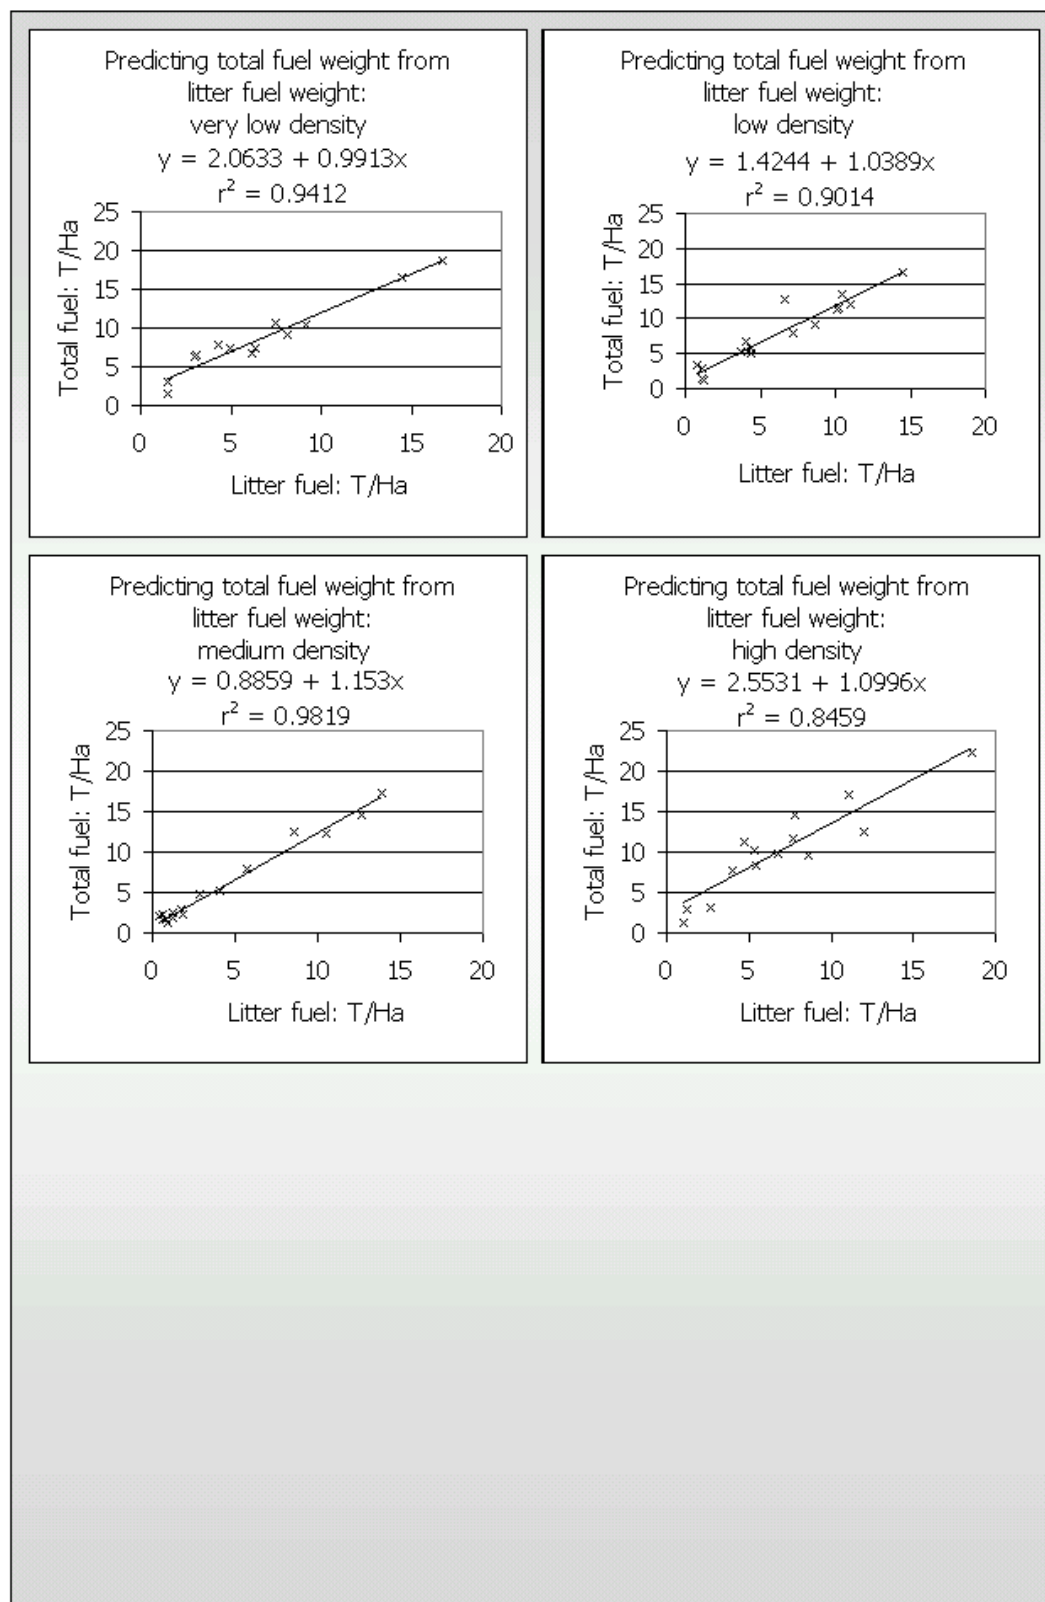 Predicting total fuel weight from
litter fuel weight:
very low density
y = 2.0633 + 0.9913x
r² = 0.9412
Total fuel: T/Ha
25
20
15
10
5
0
0 5 10 15 20
Litter fuel: T/Ha
Predicting total fuel weight from
litter fuel weight:
low density
y = 1.4244 + 1.0389x
r² = 0.9014
Total fuel: T/Ha
25
20
15
10
5
0
0 5 10 15 20
Litter fuel: T/Ha
Predicting total fuel weight from
litter fuel weight:
medium density
y = 0.8859 + 1.153x
r² = 0.9819
Total fuel: T/Ha
25
20
15
10
5
0
0 5 10 15 20
Litter fuel: T/Ha
Predicting total fuel weight from
litter fuel weight:
high density
y = 2.5531 + 1.0996x
r² = 0.8459
Total fuel: T/Ha
25
20
15
10
5
0
0 5 10 15 20
Litter fuel: T/Ha